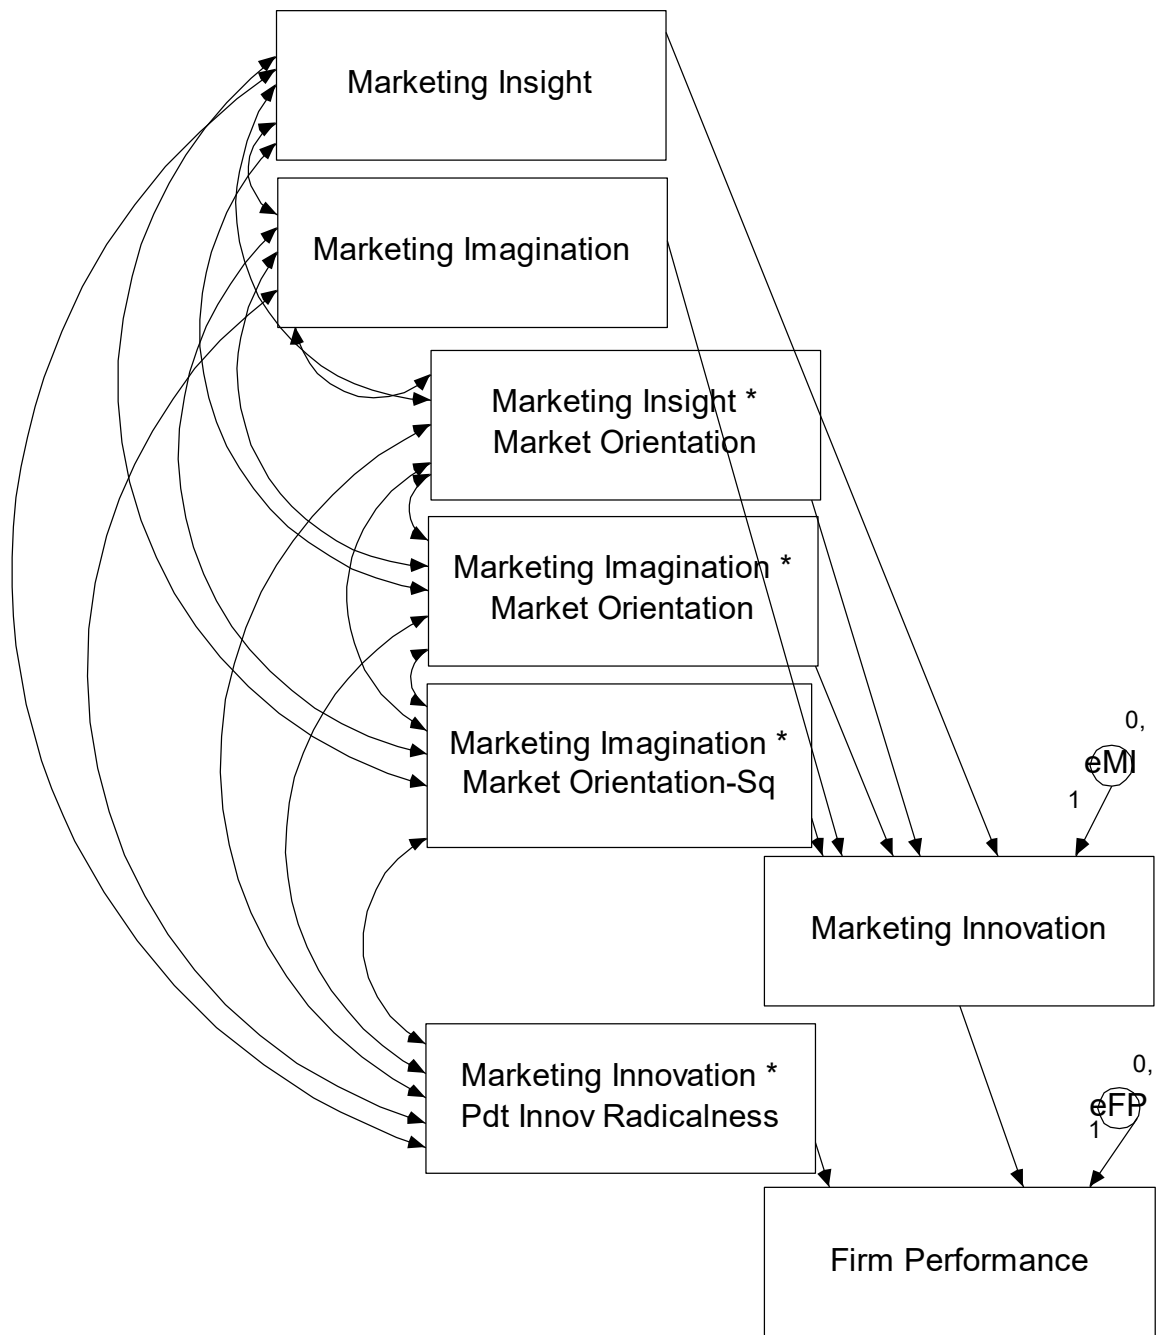 Marketing Insight
Marketing Imagination
Marketing Insight *
Market Orientation
Marketing Imagination *
Market Orientation
Marketing Imagination *
Market Orientation-Sq
0,
eMI
1
Marketing Innovation
Marketing Innovation *
Pdt Innov Radicalness
0,
eFP
1
Firm Performance